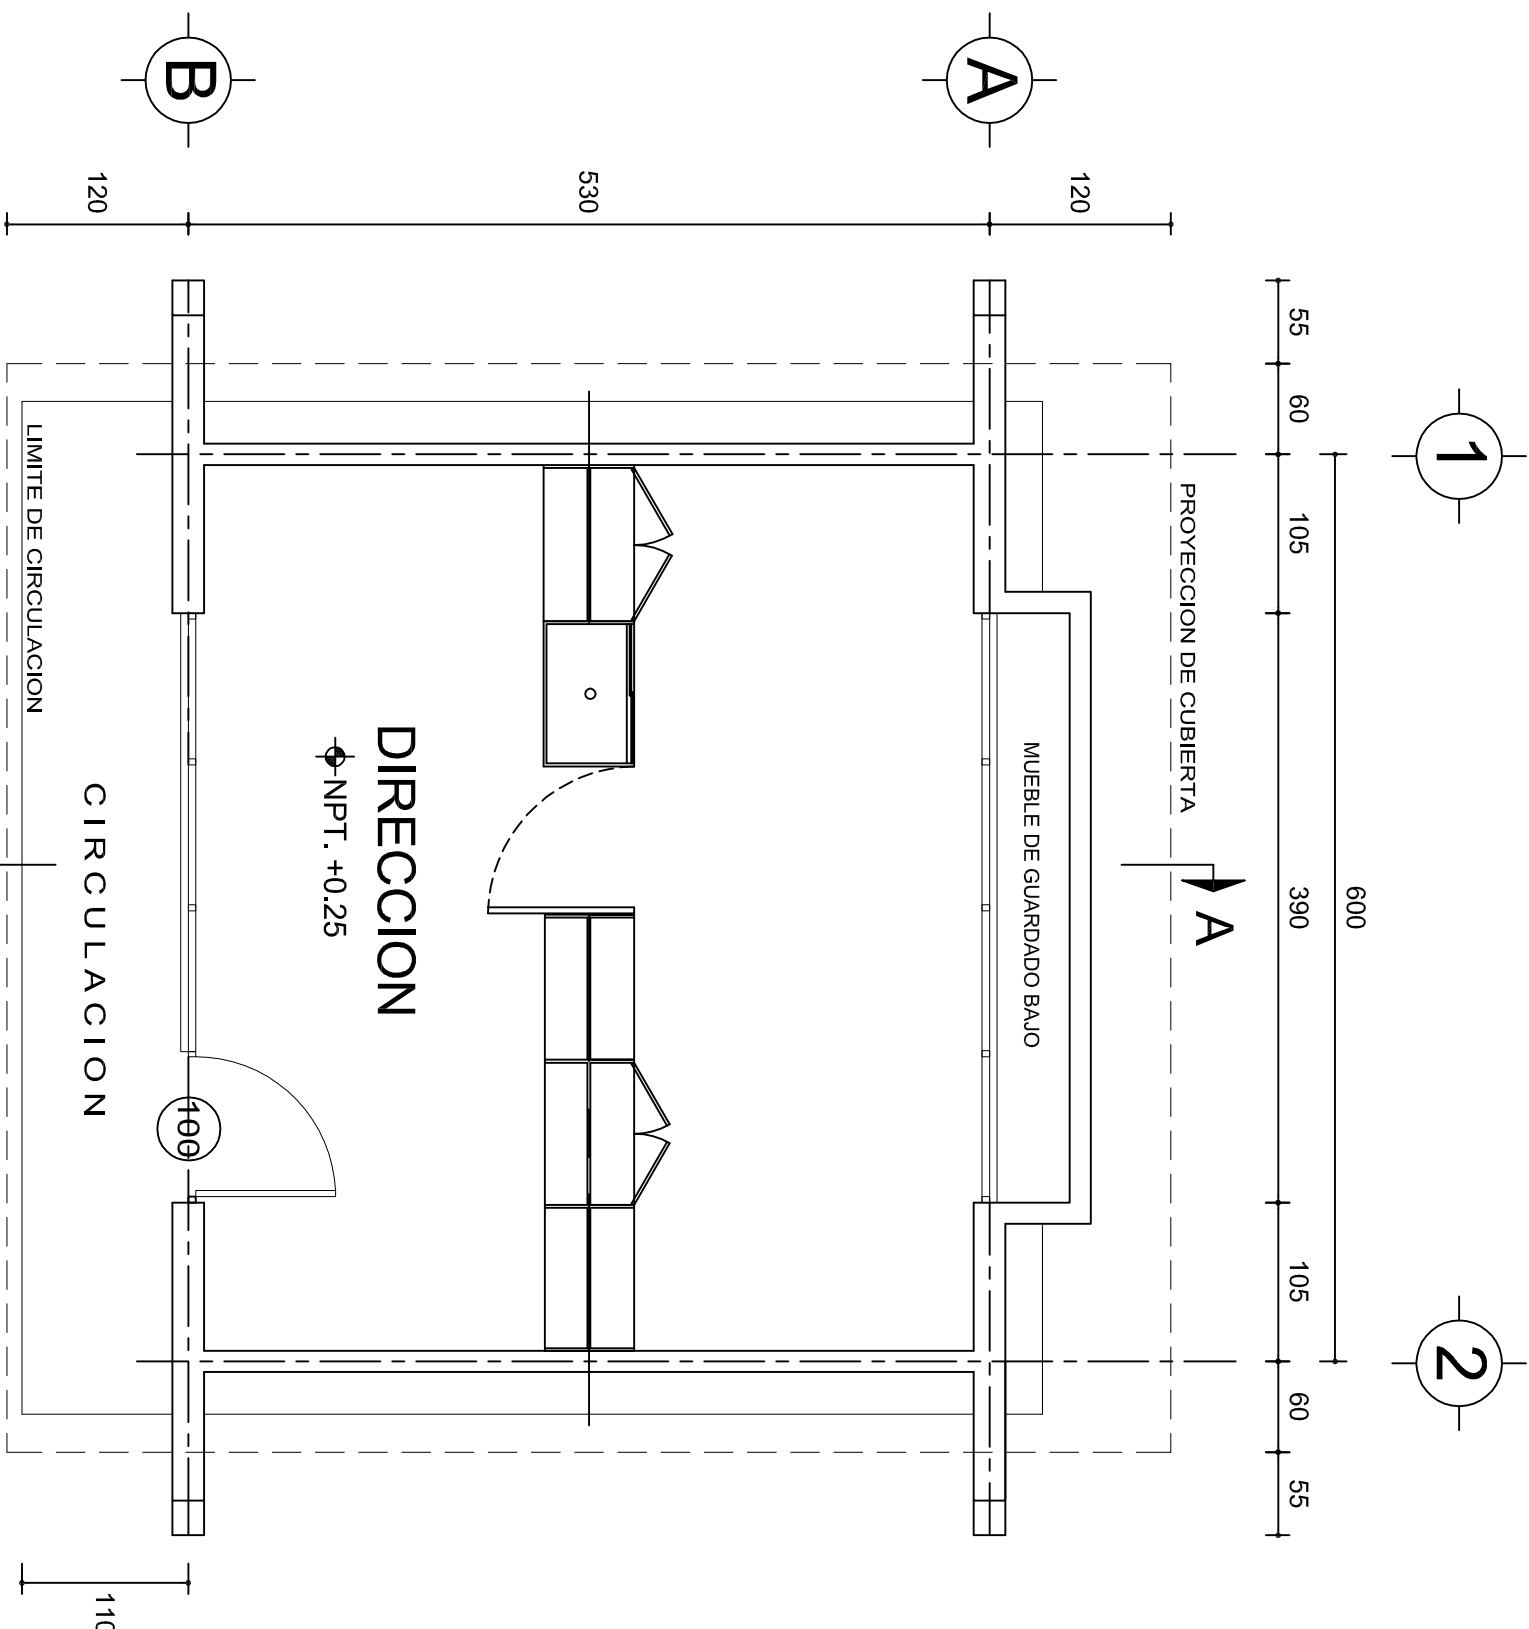 1
2
600
55 60 105 390 105 60 55
A
PROYECCION DE CUBIERTA
120
MUEBLE DE GUARDADO BAJO
A
530
DIRECCION
NPT. +0.25
B
100
120
110
CIRCULACION
LIMITE DE CIRCULACION